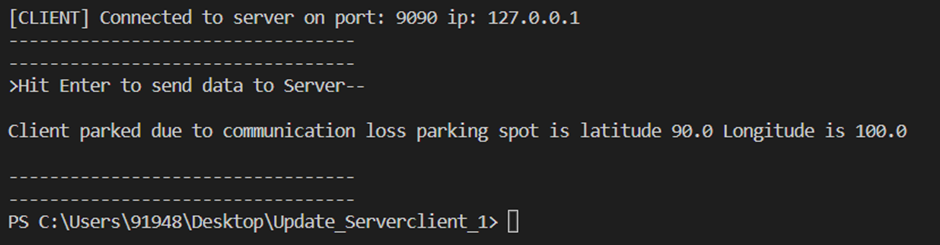 [CLIENT] Connected to server on port: 9090 ip: 127.0.0.1
----------------------------------
----------------------------------
>Hit Enter to send data to Server--
Client parked due to communication loss parking spot is latitude 90.0 Longitude is 100.0
----------------------------------
----------------------------------
PS C:\Users\91948\Desktop\Update_Serverclient_1>